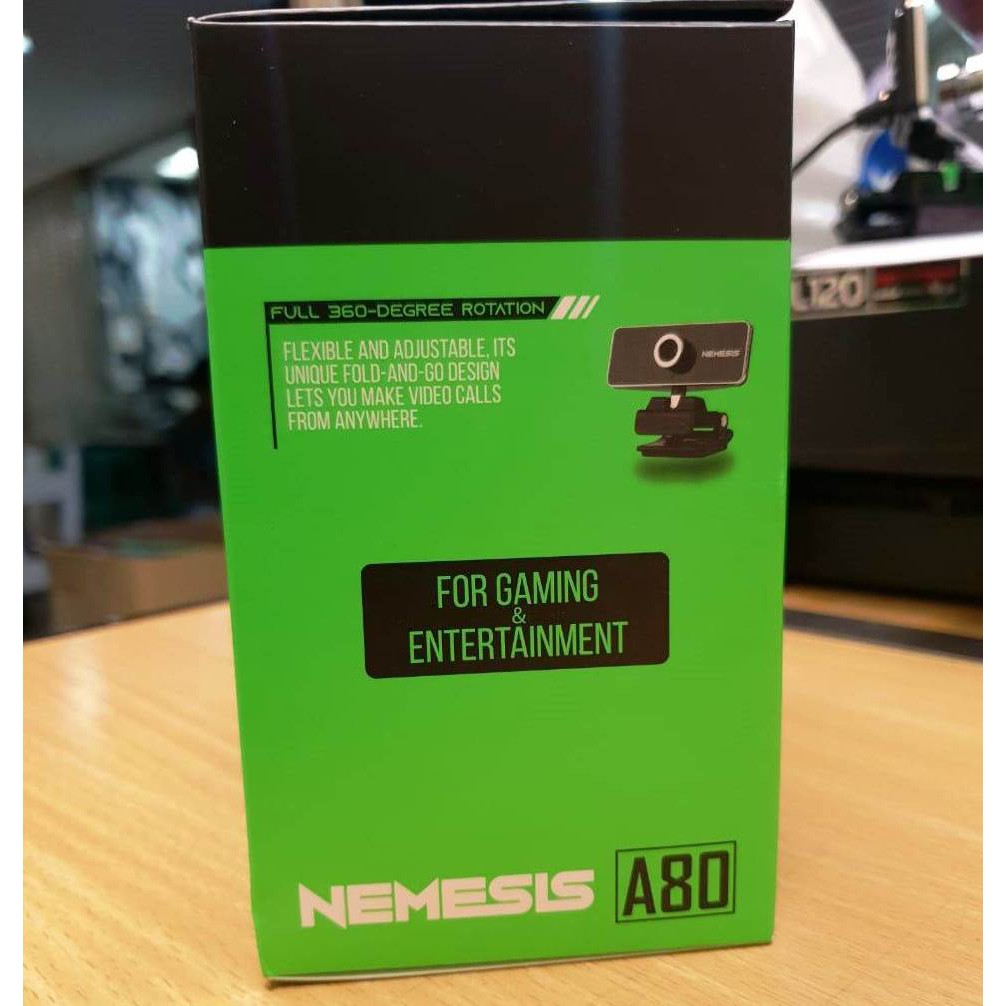 FULL 360-DEGREE ROTATION
FLEXIBLE AND ADJUSTABLE, ITS
UNIQUE FOLD-AND-GO DESIGN
LETS YOU MAKE VIDEO CALLS
FROM ANYWHERE.
NEMESIS
L120
FOR GAMING
&
ENTERTAINMENT
NEMESIS
A80